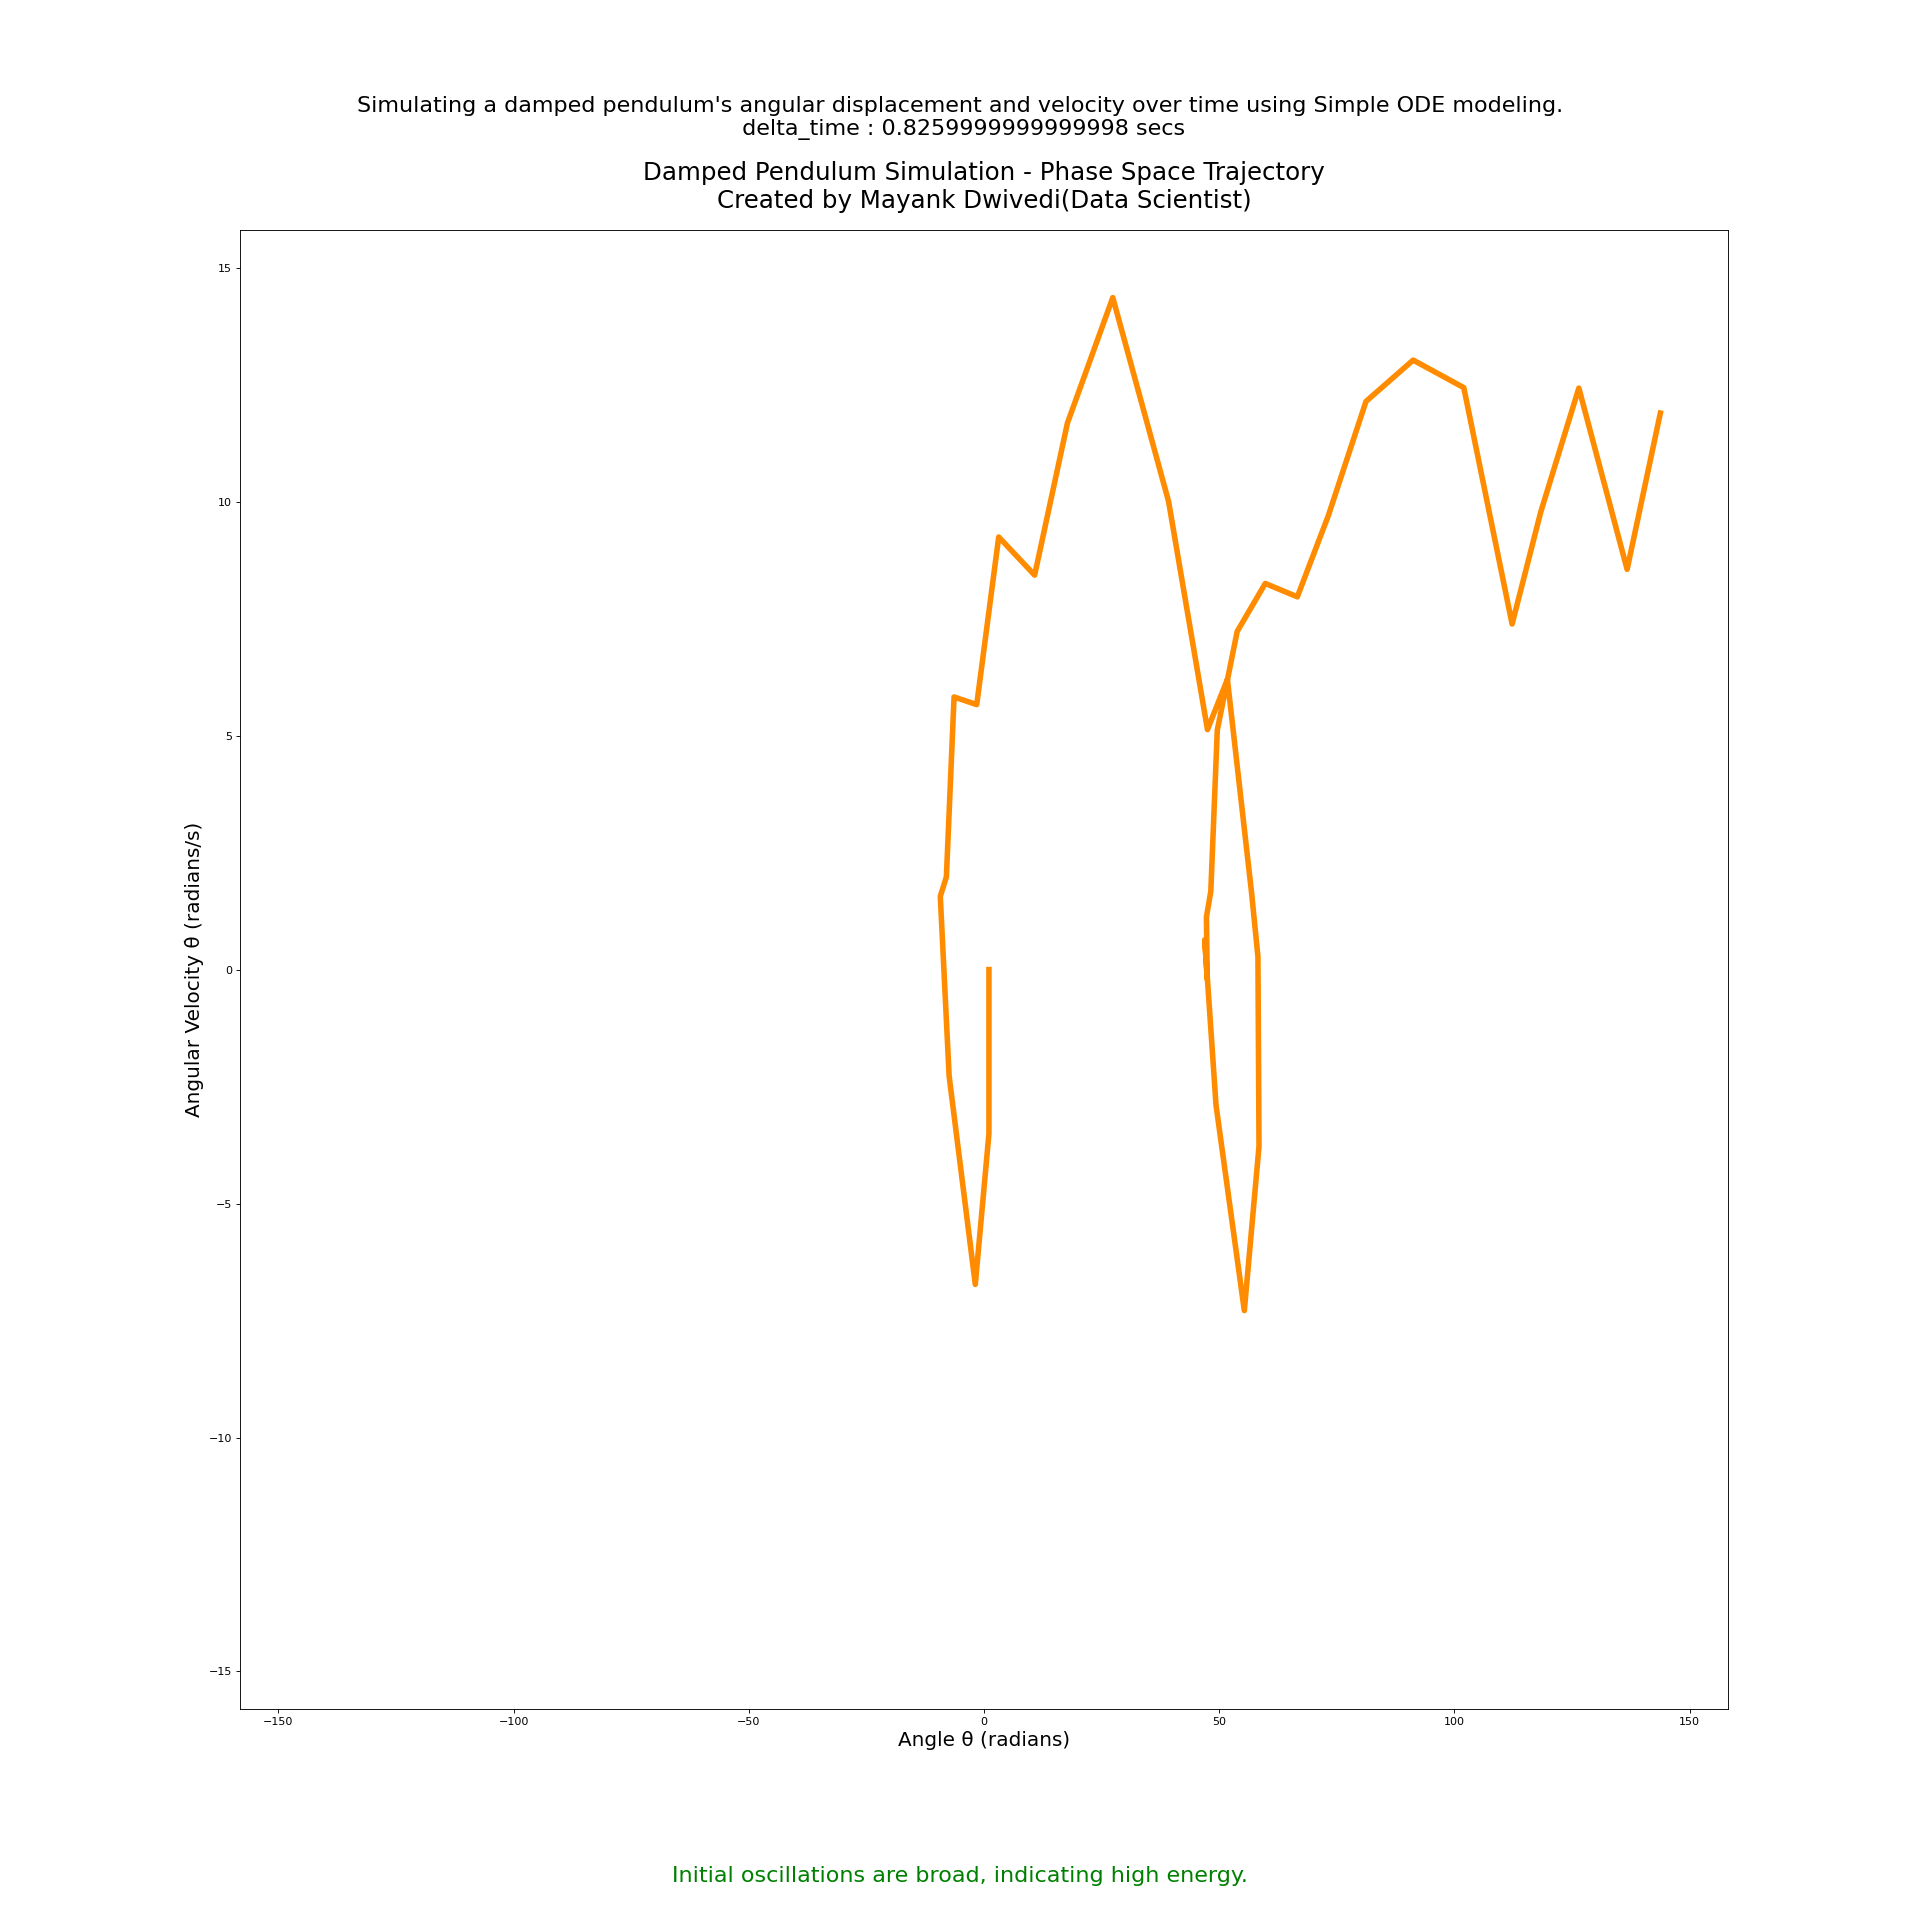 Simulating a damped pendulum's angular displacement and velocity over time using Simple ODE modeling.
delta_time : 0.8259999999999998 secs
Damped Pendulum Simulation - Phase Space Trajectory
Created by Mayank Dwivedi(Data Scientist)
15
10
5
0
−5
−10
−15
Angular Velocity θ (radians/s)
−150
−100
−50
0
50
100
150
Angle θ (radians)
Initial oscillations are broad, indicating high energy.